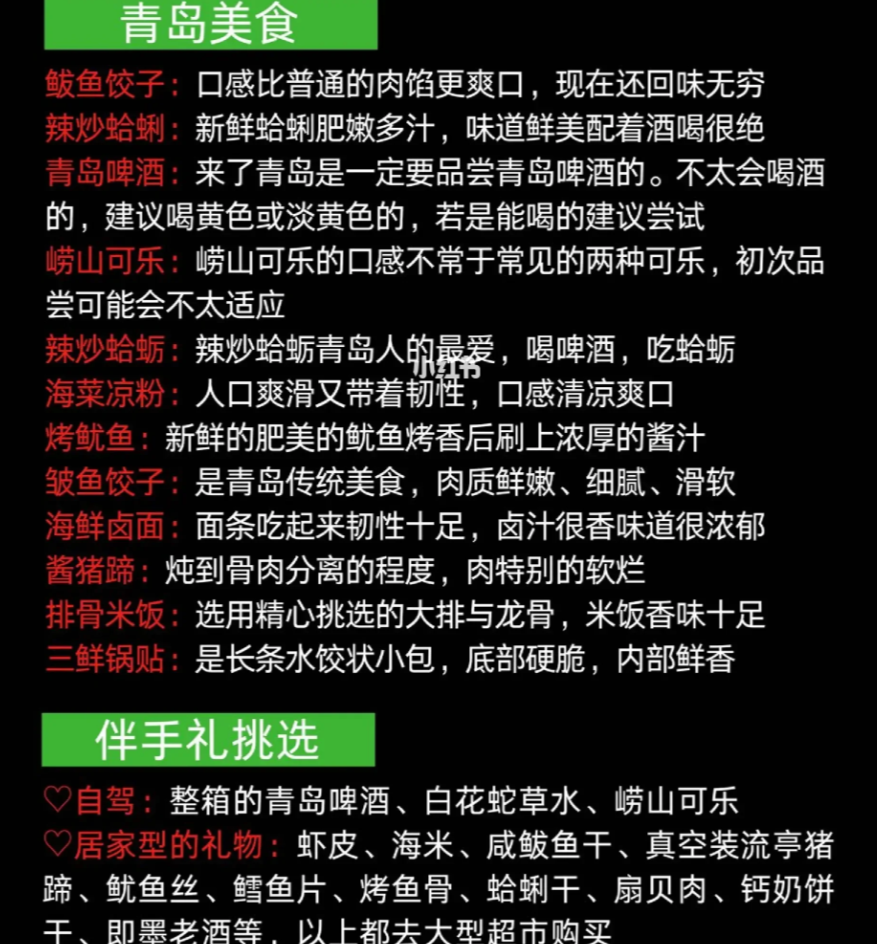 青岛美食
鲅鱼饺子：口感比普通的肉馅更爽口，现在还回味无穷
辣炒蛤蜊：新鲜蛤蜊肥嫩多汁，味道鲜美配着酒喝很绝
青岛啤酒：来了青岛是一定要品尝青岛啤酒的。不太会喝酒
的，建议喝黄色或淡黄色的，若是能喝的建议尝试
崂山可乐：崂山可乐的口感不常于常见的两种可乐，初次品
尝可能会不太适应
辣炒蛤蛎：辣炒蛤蛎青岛人的最爱，喝啤酒，吃蛤蛎
小红书
海菜凉粉：人口爽滑又带着韧性，口感清凉爽口
烤鱿鱼：新鲜的肥美的鱿鱼烤香后刷上浓厚的酱汁
皱鱼饺子：是青岛传统美食，肉质鲜嫩、细腻、滑软
海鲜卤面：面条吃起来韧性十足，卤汁很香味道很浓郁
酱猪蹄：炖到骨肉分离的程度，肉特别的软烂
排骨米饭：选用精心挑选的大排与龙骨，米饭香味十足
三鲜锅贴：是长条水饺状小包，底部硬脆，内部鲜香
伴手礼挑选
♡自驾：整箱的青岛啤酒、白花蛇草水、崂山可乐
♡居家型的礼物：虾皮、海米、咸鲅鱼干、真空装流亭猪
蹄、鱿鱼丝、鳕鱼片、烤鱼骨、蛤蜊干、扇贝肉、钙奶饼
干、即墨老酒等，以上都去大型超市购买